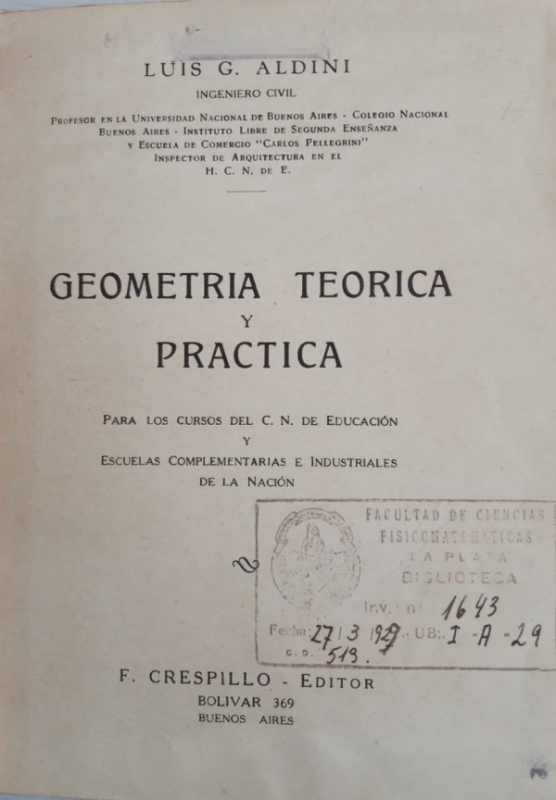 LUIS G. ALDINI
INGENIERO CIVIL
PROFESOR EN LA UNIVERSIDAD NACIONAL DE BUENOS AIRES - COLEGIO NACIONAL
BUENOS AIRES - INSTITUTO LIBRE DE SEGUNDA ENSEÑANZA
Y ESCUELA DE COMERCIO "CARLOS PELLEGRINI"
INSPECTOR DE ARQUITECTURA EN EL
H. C. N. DE E.
GEOMETRIA TEORICA
Y
PRACTICA
PARA LOS CURSOS DEL C. N. DE EDUCACIÓN
Y
ESCUELAS COMPLEMENTARIAS E INDUSTRIALES
DE LA NACIÓN
FACULTAD DE CIENCIAS
FISICOMATEMATICAS
LA PLATA
BIBLIOTECA
Inv. n 1643
Fecha: 27/3/929.- UB:. I-A-29
C. D. 513.
F. CRESPILLO - EDITOR
BOLIVAR 369
BUENOS AIRES